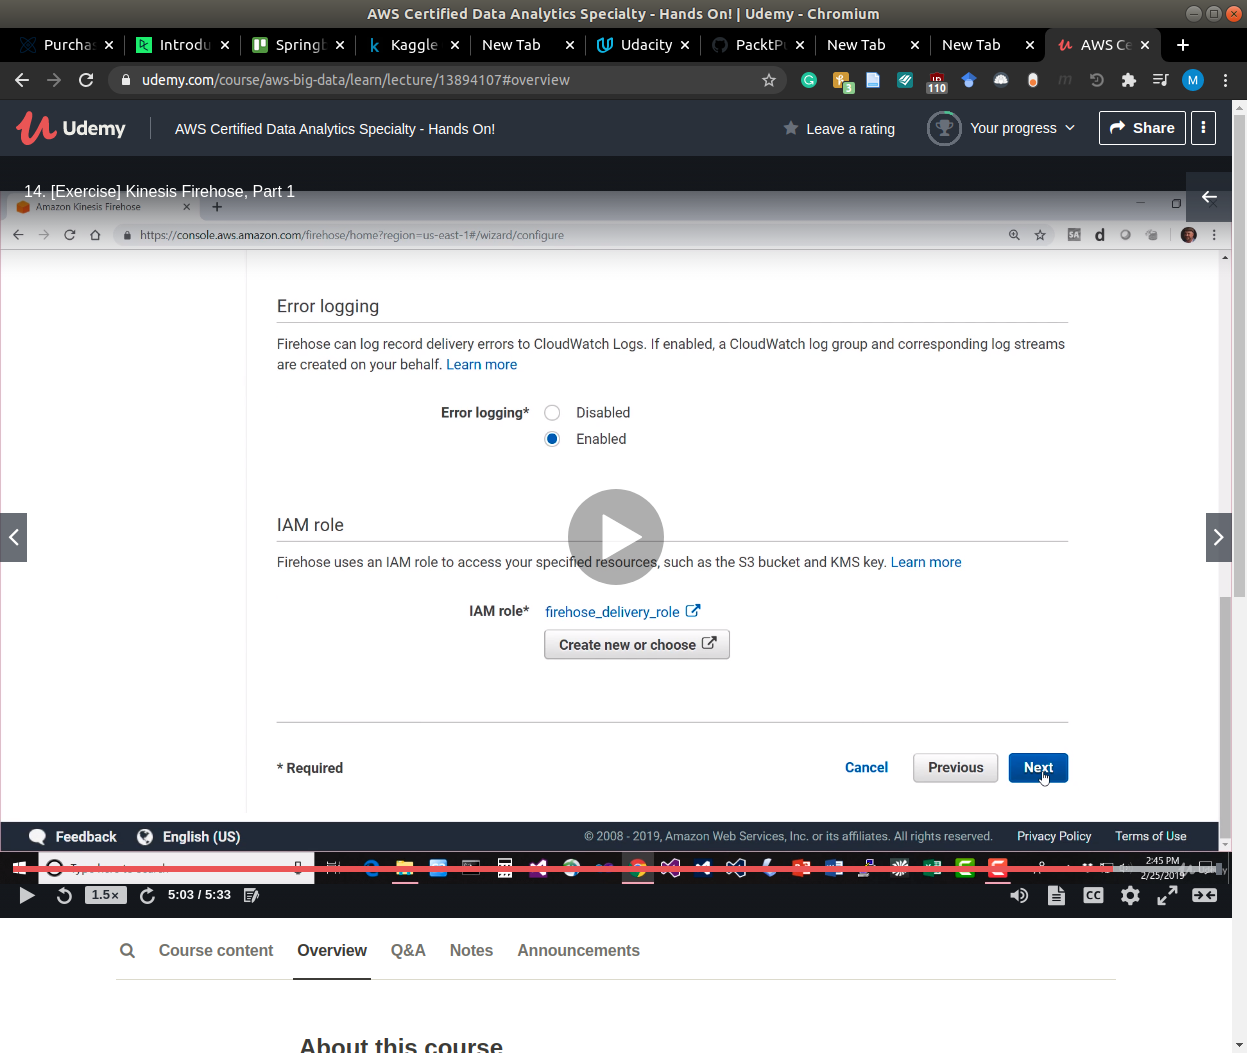 AWS Certified Data Analytics Specialty - Hands On! | Udemy - Chromium
Purchas Introdu Springb Kaggle New Tab Udacity PacktPu New Tab New Tab AWS Ce
udemy.com/course/aws-big-data/learn/lecture/13894107#overview
3 110 M
Udemy AWS Certified Data Analytics Specialty - Hands On! Leave a rating Your progress Share
14. [Exercise] Kinesis Firehose, Part 1
Amazon Kinesis Firehose
https://console.aws.amazon.com/firehose/home?region=us-east-1#/wizard/configure
Error logging
Firehose can log record delivery errors to CloudWatch Logs. If enabled, a CloudWatch log group and corresponding log streams
are created on your behalf. Learn more
Error logging* Disabled
Enabled
IAM role
Firehose uses an IAM role to access your specified resources, such as the S3 bucket and KMS key. Learn more
IAM role* firehose_delivery_role
Create new or choose
* Required Cancel Previous Next
Feedback English (US) © 2008 - 2019, Amazon Web Services, Inc. or its affiliates. All rights reserved. Privacy Policy Terms of Use
2:45 PM
2/25/2019
1.5× 5:03 / 5:33 CC
Course content Overview Q&A Notes Announcements
About this course